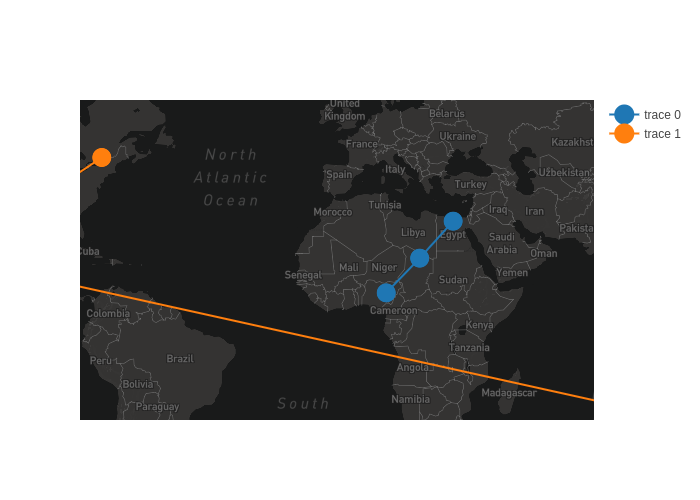 United
Kingdom
Belarus
Ukraine
Kazakhst
France
Italy
Uzbekistan
Spain
Turkey
North
Atlantic
Ocean
Morocco
Tunisia
Iraq
Iran
Pakista
Libya
Egypt
Saudi
Arabia
Oman
Cuba
Senegal
Mali
Niger
Sudan
Yemen
Colombia
Cameroon
Kenya
Tanzania
Peru
Brazil
Angola
Bolivia
Madagascar
Namibia
Paraguay
South
trace 0
trace 1